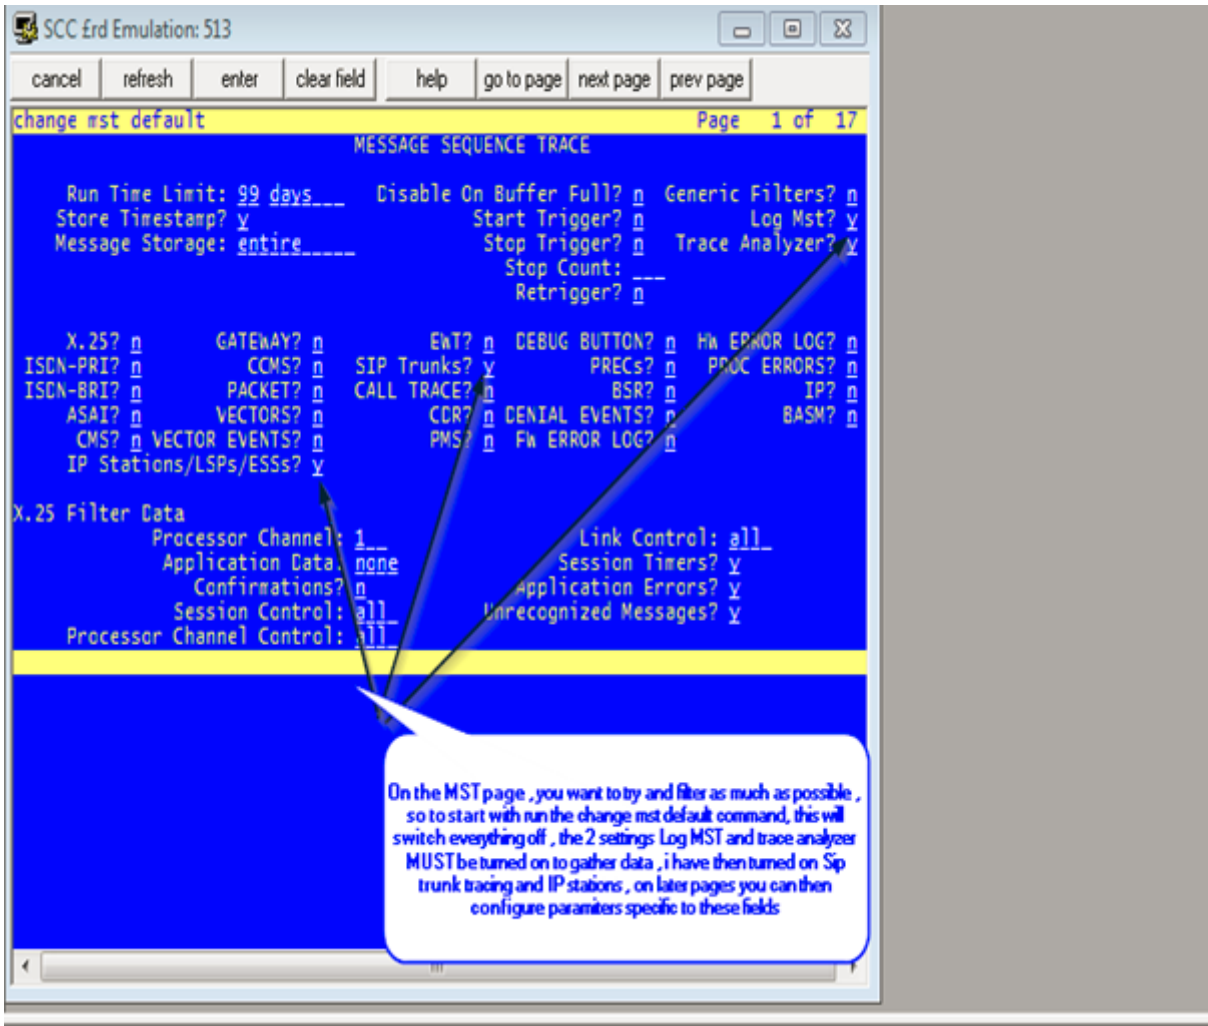 SCC £rd Emulation: 513
cancel refresh enter clear field help go to page next page prev page
change mst default Page 1 of 17
MESSAGE SEQUENCE TRACE
Run Time Limit: 99 days___ Disable On Buffer Full? n Generic Filters? n
Store Timestamp? y Start Trigger? n Log Mst? y
Message Storage: entire_____ Stop Trigger? n Trace Analyzer? y
Stop Count: ___
Retrigger? n
X.25? n GATEWAY? n EWT? n DEBUG BUTTON? n HW ERROR LOG? n
ISDN-PRI? n CCMS? n SIP Trunks? y PRECs? n PROC ERRORS? n
ISDN-BRI? n PACKET? n CALL TRACE? n BSR? n IP? n
ASAI? n VECTORS? n CDR? n DENIAL EVENTS? n BASM? n
CMS? n VECTOR EVENTS? n PMS? n FW ERROR LOG? n
IP Stations/LSPs/ESSs? y
X.25 Filter Data
Processor Channel: 1__ Link Control: all_
Application Data: none Session Timers? y
Confirmations? n Application Errors? y
Session Control: all_ Unrecognized Messages? y
Processor Channel Control: all_
On the MST page , you want to try and filter as much as possible ,
so to start with run the change mst default command, this will
switch everything off , the 2 settings Log MST and trace analyzer
MUST be turned on to gather data , i have then turned on Sip
trunk tracing and IP stations , on later pages you can then
configure paramiters specific to these fields